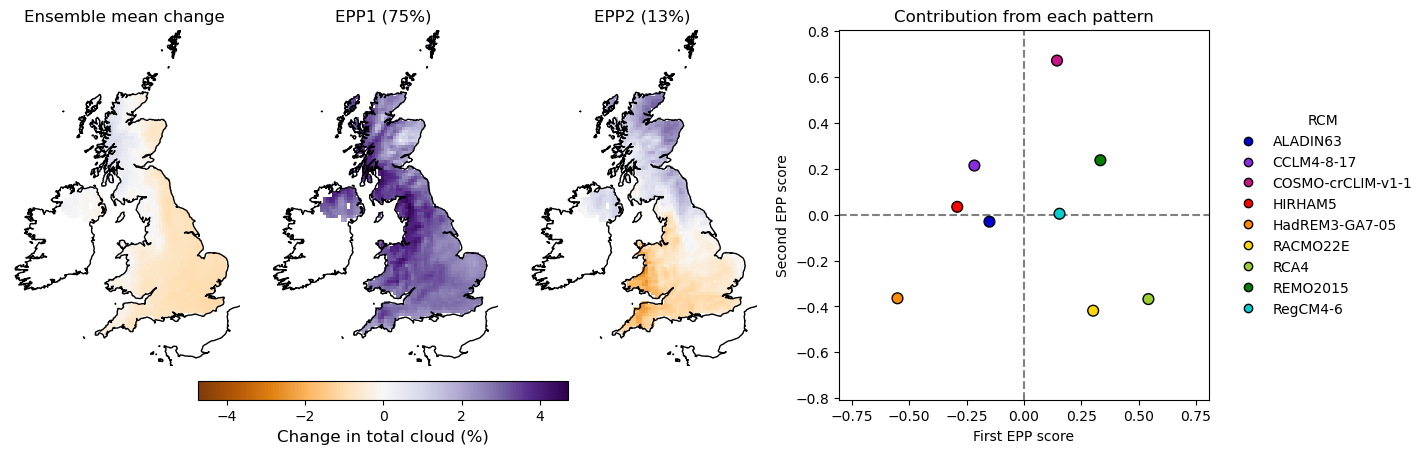 Ensemble mean change
EPP1 (75%)
EPP2 (13%)
Contribution from each pattern
−4 −2 0 2 4
Change in total cloud (%)
0.8
0.6
0.4
0.2
0.0
−0.2
−0.4
−0.6
−0.8
Second EPP score
−0.75 −0.50 −0.25 0.00 0.25 0.50 0.75
First EPP score
RCM
ALADIN63
CCLM4-8-17
COSMO-crCLIM-v1-1
HIRHAM5
HadREM3-GA7-05
RACMO22E
RCA4
REMO2015
RegCM4-6